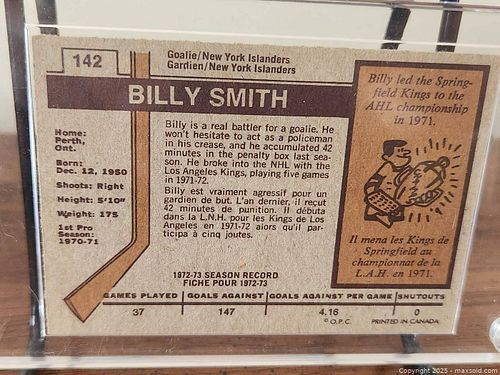 142
Goalie/New York Islanders
Gardien/New York Islanders
BILLY SMITH
Home:
Perth,
Ont.
Born:
Dec. 12, 1950
Shoots: Right
Height: 5'10"
Weight: 175
1st Pro
Season:
1970-71
Billy is a real battler for a goalie. He
won't hesitate to act as a policeman
in his crease, and he accumulated 42
minutes in the penalty box last sea-
son. He broke into the NHL with the
Los Angeles Kings, playing five games
in 1971-72.
Billy est vraiment agressif pour un
gardien de but. L'an dernier, il reçut
42 minutes de punition. Il débuta
dans la L.N.H. pour les Kings de Los
Angeles en 1971-72 alors qu'il par-
ticipa à cinq joutes.
Billy led the Spring-
field Kings to the
AHL championship
in 1971.
Il mena les Kings de
Springfield au
championnat de la
L.A.H. en 1971.
1972-73 SEASON RECORD
FICHE POUR 1972-73
GAMES PLAYED GOALS AGAINST GOALS AGAINST PER GAME SHUTOUTS
37 147 4.16 0
© O.P.C. PRINTED IN CANADA
Copyright 2025 - maxsold.com